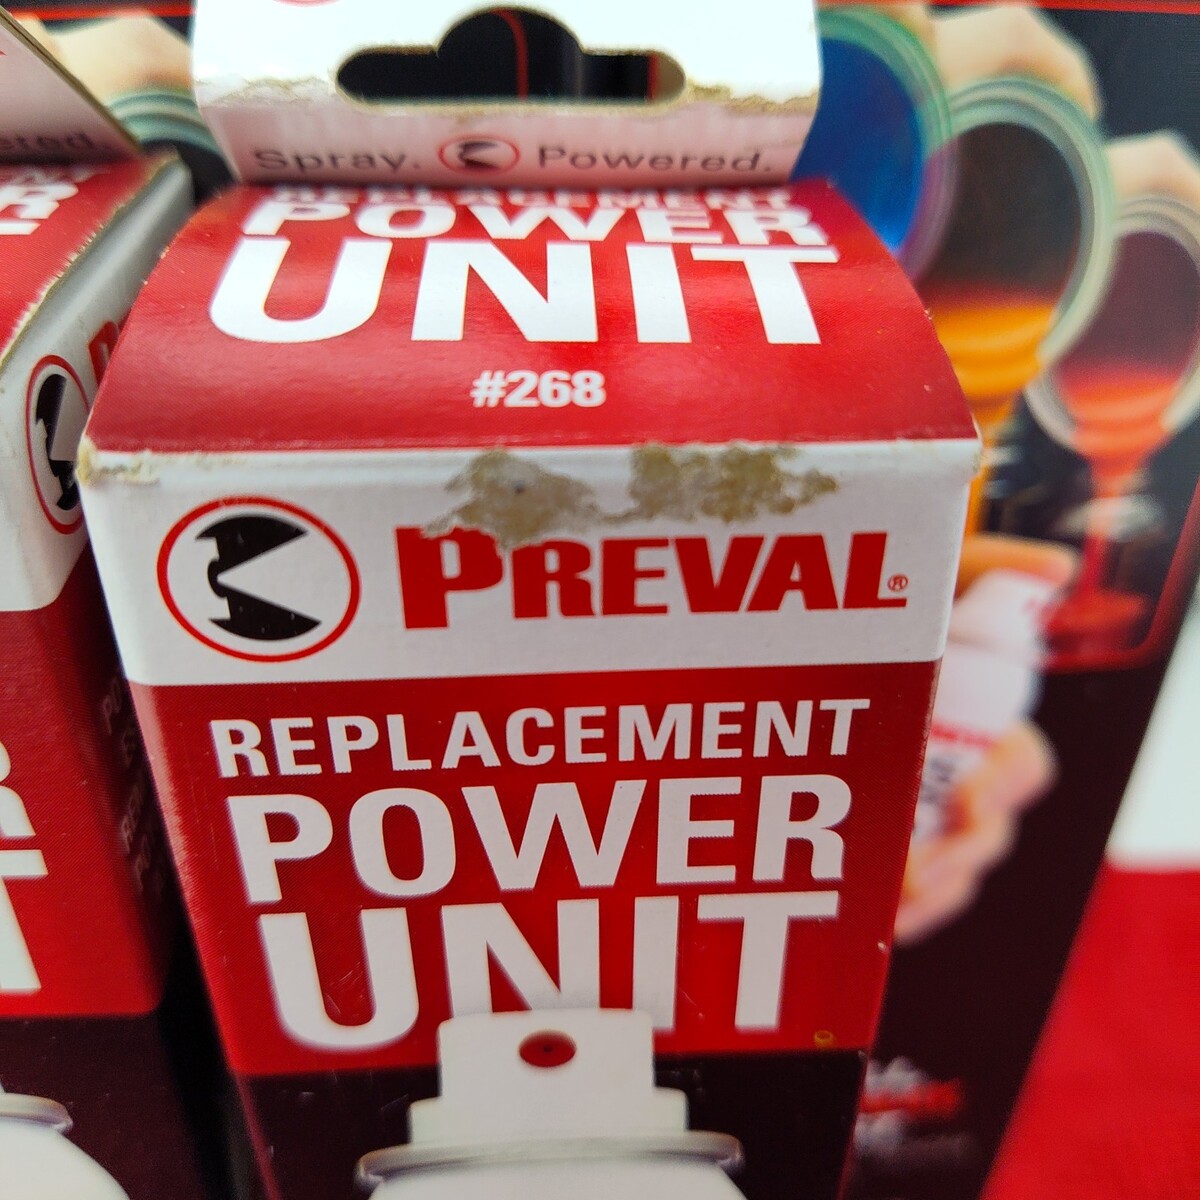 Spray. Powered.
REPLACEMENT
POWER
UNIT
#268
PREVAL®
REPLACEMENT
POWER
UNIT